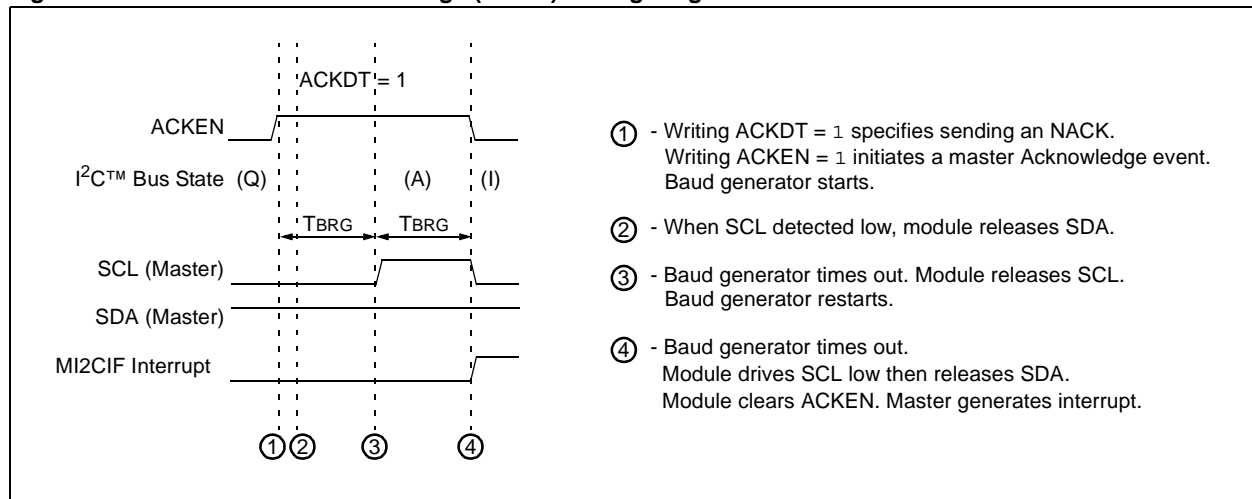 ACKDT = 1
ACKEN
I2C™ Bus State (Q) (A) (I)
TBRG TBRG
SCL (Master)
SDA (Master)
MI2CIF Interrupt
1 2 3 4
1 - Writing ACKDT = 1 specifies sending an NACK.
Writing ACKEN = 1 initiates a master Acknowledge event.
Baud generator starts.
2 - When SCL detected low, module releases SDA.
3 - Baud generator times out. Module releases SCL.
Baud generator restarts.
4 - Baud generator times out.
Module drives SCL low then releases SDA.
Module clears ACKEN. Master generates interrupt.